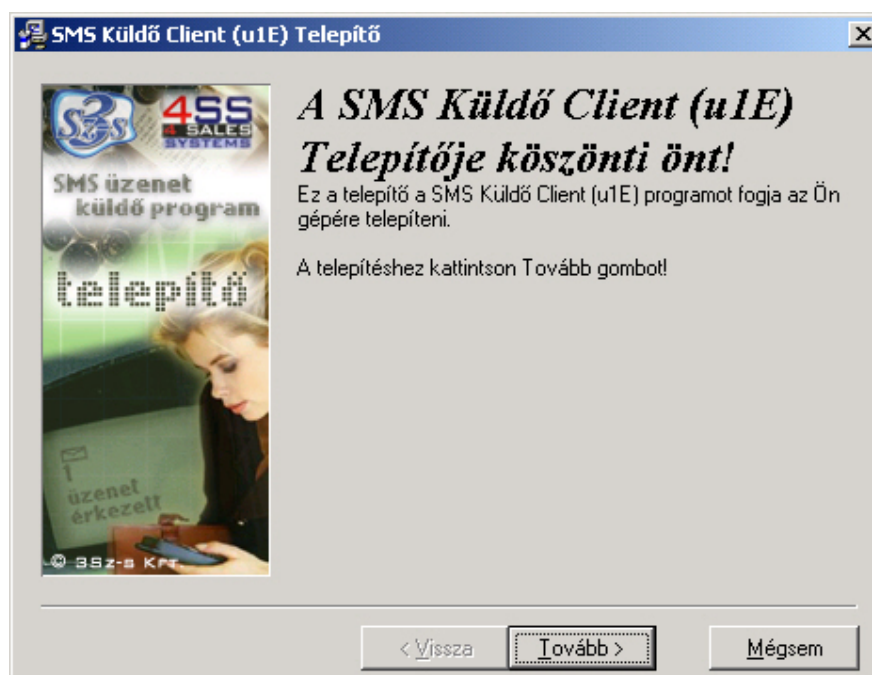 SMS Küldő Client (u1E) Telepítő
3Sz-s
4SS
4 SALES
SYSTEMS
SMS üzenet
küldő program
telepítő
1
üzenet
érkezett
© 3Sz-s Kft.
A SMS Küldő Client (u1E)
Telepítője köszönti önt!
Ez a telepítő a SMS Küldő Client (u1E) programot fogja az Ön
gépére telepíteni.
A telepítéshez kattintson Tovább gombot!
< Vissza
Tovább >
Mégsem